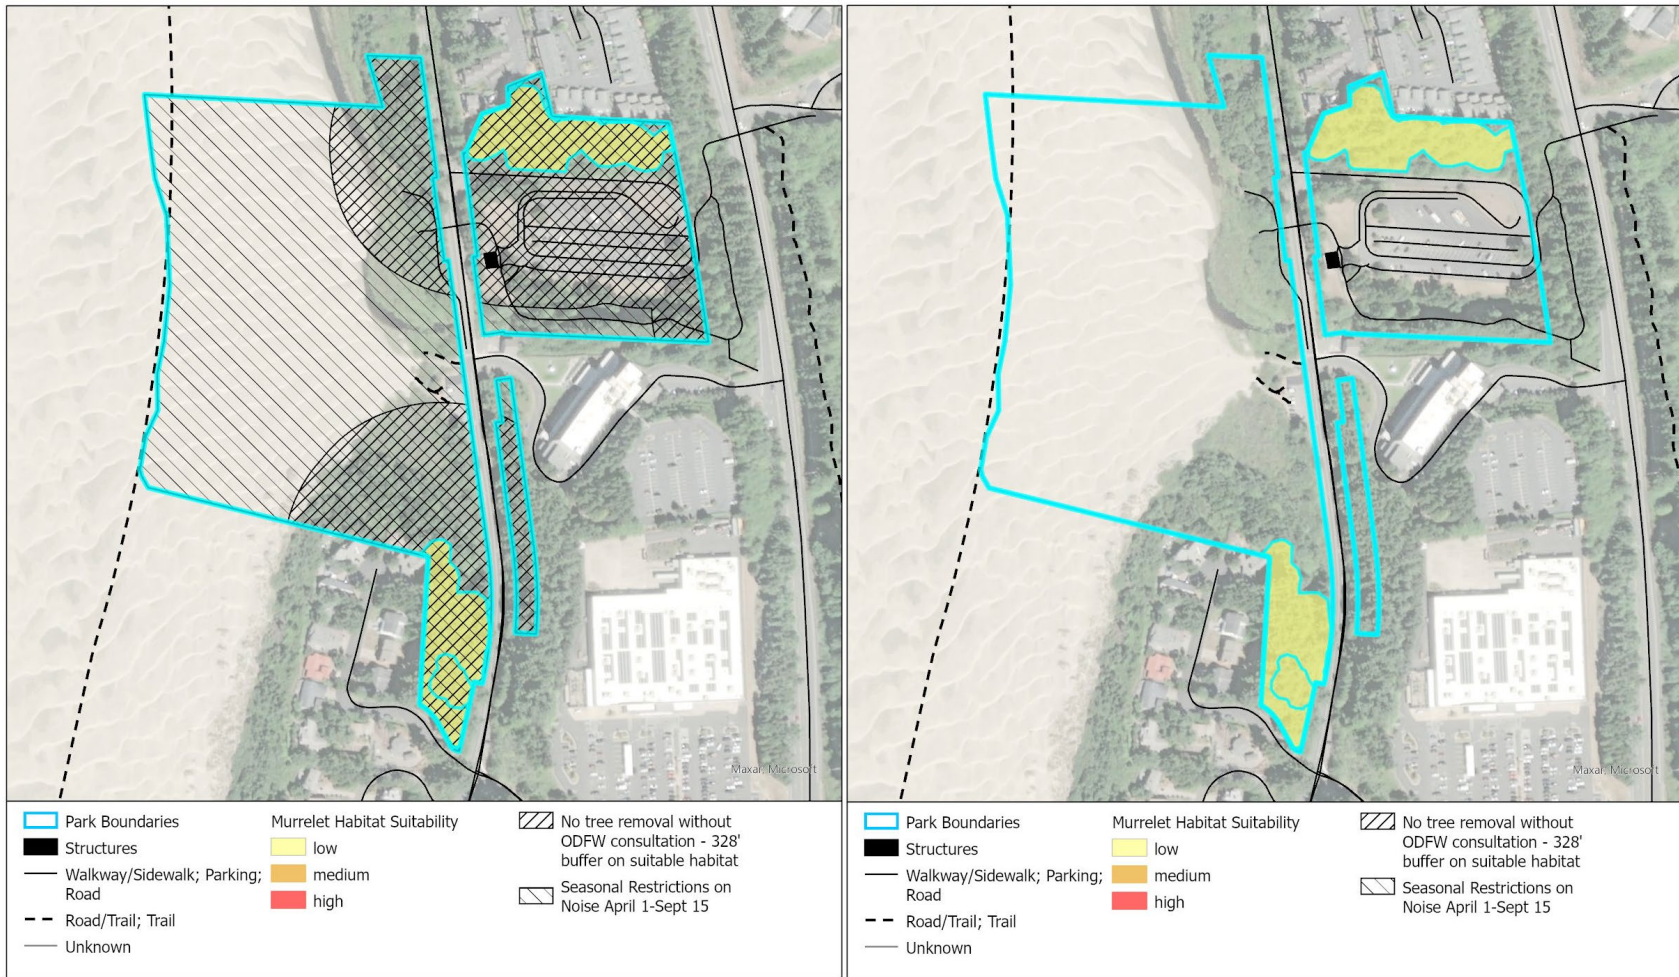 Maxar, Microsoft
Park Boundaries
Structures
Walkway/Sidewalk; Parking;
Road
Road/Trail; Trail
Unknown
Murrelet Habitat Suitability
low
medium
high
No tree removal without
ODFW consultation - 328'
buffer on suitable habitat
Seasonal Restrictions on
Noise April 1-Sept 15
Maxar, Microsoft
Park Boundaries
Structures
Walkway/Sidewalk; Parking;
Road
Road/Trail; Trail
Unknown
Murrelet Habitat Suitability
low
medium
high
No tree removal without
ODFW consultation - 328'
buffer on suitable habitat
Seasonal Restrictions on
Noise April 1-Sept 15